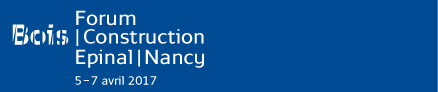 Forum
Bois |Construction
Epinal|Nancy
5–7 avril 2017